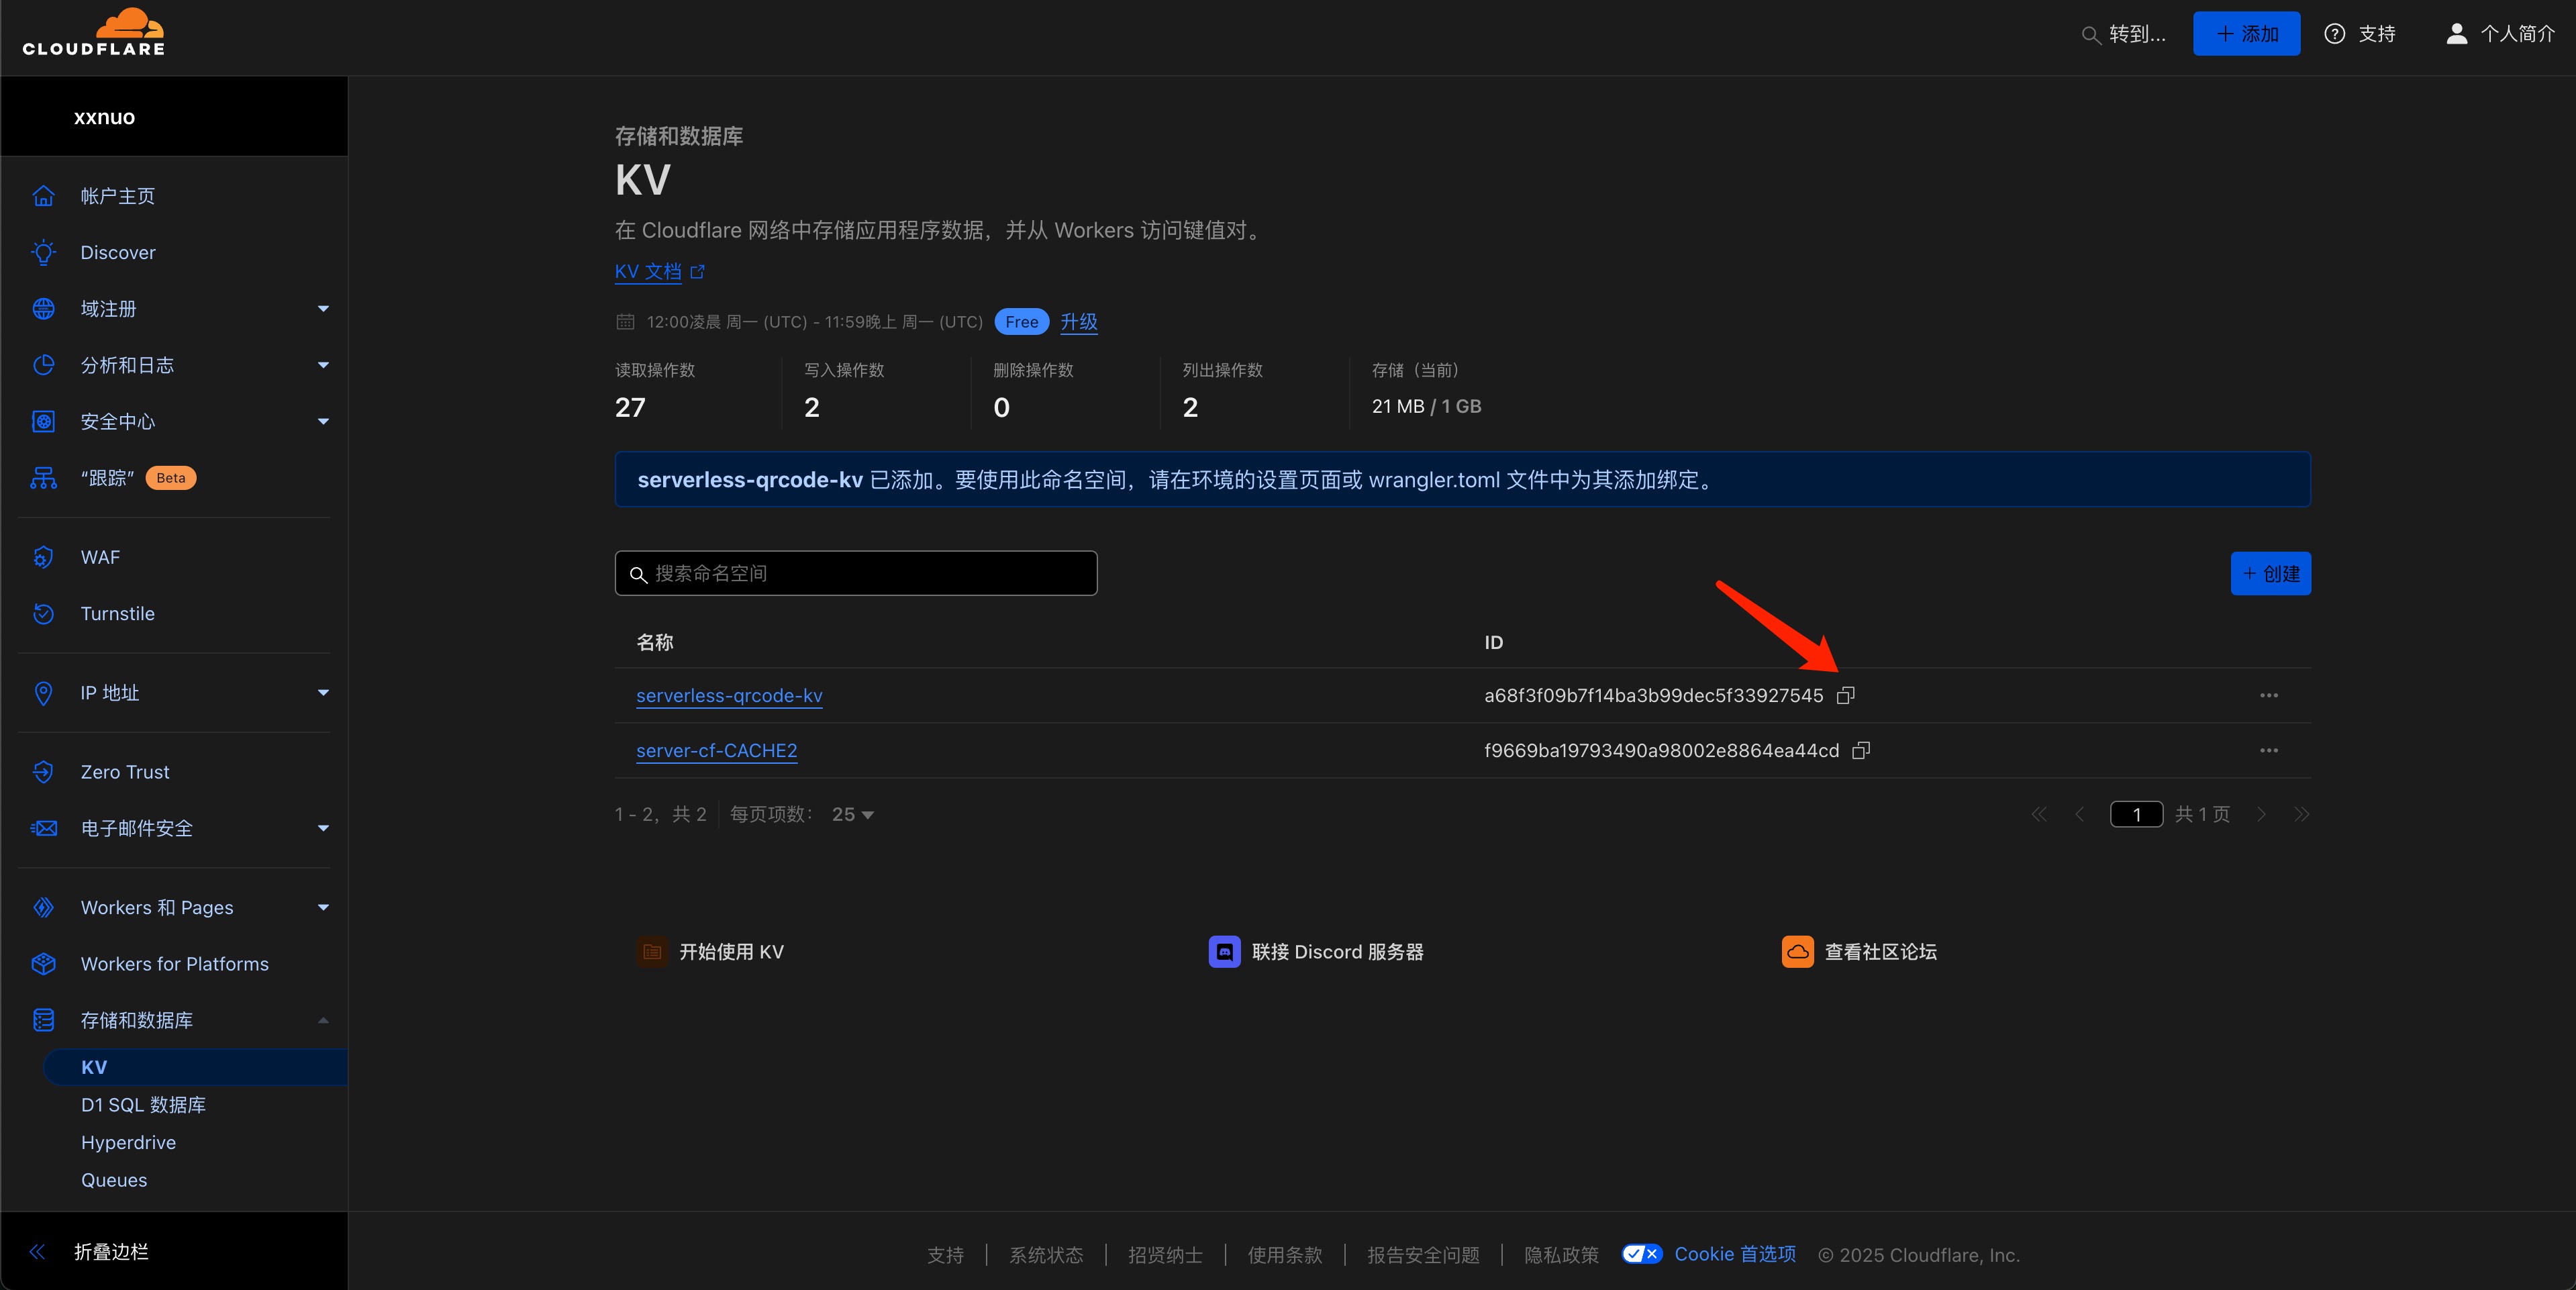 CLOUDFLARE
转到...
+ 添加
支持
个人简介
xxnuo
帐户主页
Discover
域注册
分析和日志
安全中心
“跟踪” Beta
WAF
Turnstile
IP 地址
Zero Trust
电子邮件安全
Workers 和 Pages
Workers for Platforms
存储和数据库
KV
D1 SQL 数据库
Hyperdrive
Queues
折叠边栏
存储和数据库
KV
在 Cloudflare 网络中存储应用程序数据，并从 Workers 访问键值对。
KV 文档
12:00凌晨 周一 (UTC) - 11:59晚上 周一 (UTC) Free 升级
读取操作数 写入操作数 删除操作数 列出操作数 存储（当前）
27 2 0 2 21 MB / 1 GB
serverless-qrcode-kv 已添加。要使用此命名空间，请在环境的设置页面或 wrangler.toml 文件中为其添加绑定。
搜索命名空间
+ 创建
名称 ID
serverless-qrcode-kv a68f3f09b7f14ba3b99dec5f33927545
server-cf-CACHE2 f9669ba19793490a98002e8864ea44cd
1 - 2，共 2 每页项数： 25
1 共 1 页
开始使用 KV 联接 Discord 服务器 查看社区论坛
支持 | 系统状态 | 招贤纳士 | 使用条款 | 报告安全问题 | 隐私政策 Cookie 首选项 © 2025 Cloudflare, Inc.